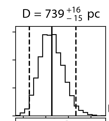 D = 739 +16 −15 pc